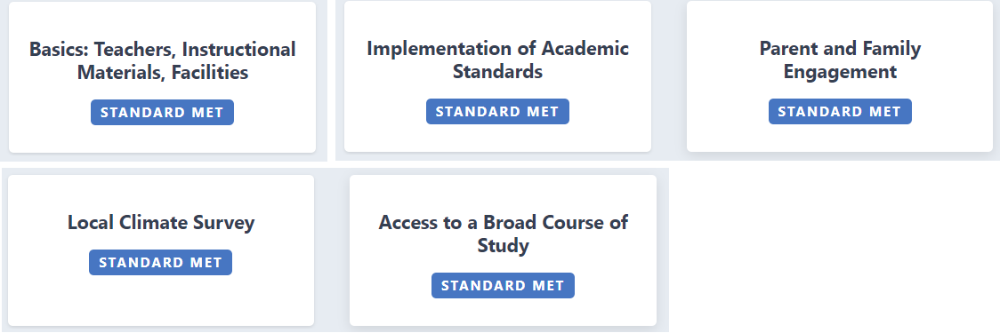 Basics: Teachers, Instructional
Materials, Facilities
STANDARD MET
Implementation of Academic
Standards
STANDARD MET
Parent and Family
Engagement
STANDARD MET
Local Climate Survey
STANDARD MET
Access to a Broad Course of
Study
STANDARD MET